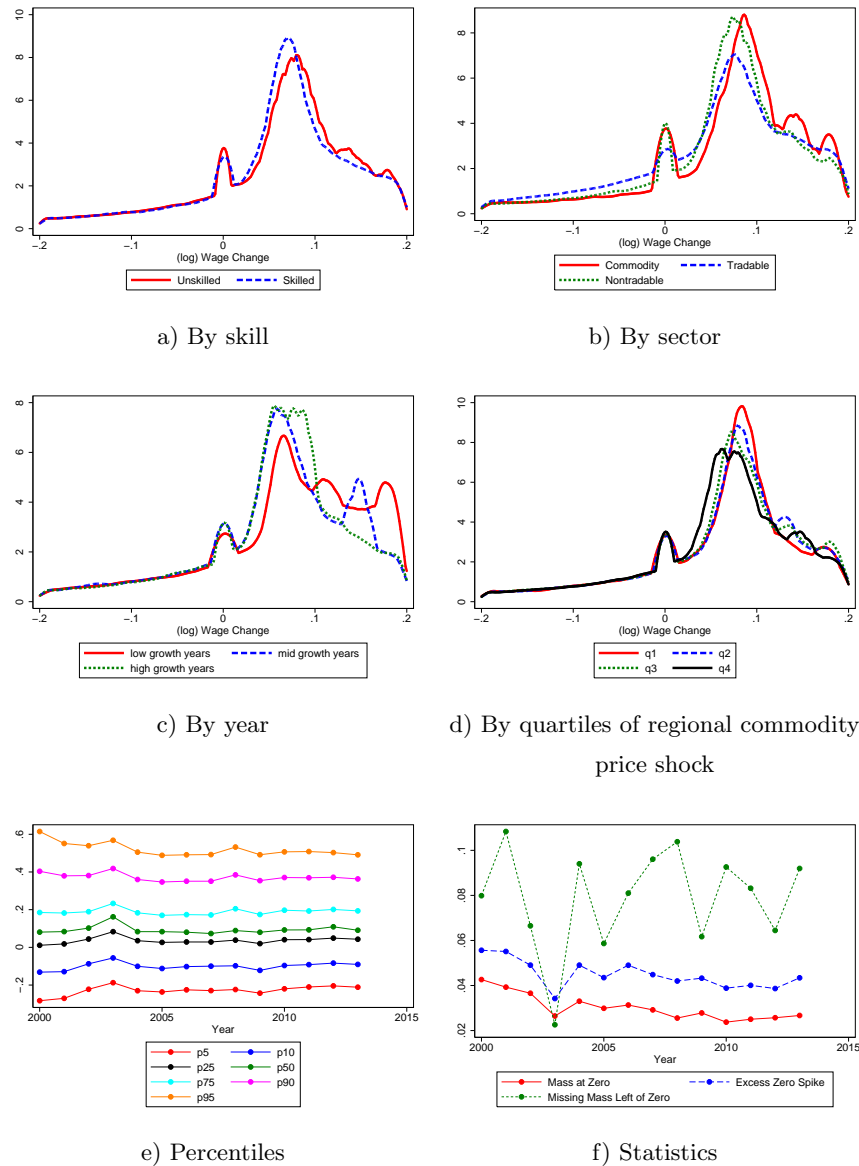 0 2 4 6 8 10
−.2 −.1 0 .1 .2
(log) Wage Change
Unskilled Skilled
a) By skill
0 2 4 6 8
−.2 −.1 0 .1 .2
(log) Wage Change
Commodity Tradable
Nontradable
b) By sector
0 2 4 6 8
−.2 −.1 0 .1 .2
(log) Wage Change
low growth years mid growth years
high growth years
c) By year
0 2 4 6 8 10
−.2 −.1 0 .1 .2
(log) Wage Change
q1 q2
q3 q4
d) By quartiles of regional commodity
price shock
−.2 0 .2 .4 .6
2000 2005 2010 2015
Year
p5 p10
p25 p50
p75 p90
p95
e) Percentiles
.02 .04 .06 .08 .1
2000 2005 2010 2015
Year
Mass at Zero Excess Zero Spike
Missing Mass Left of Zero
f) Statistics